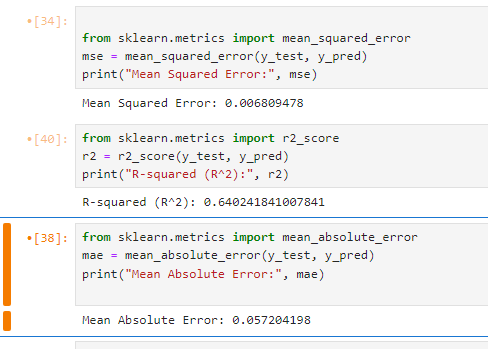 [34]:
from sklearn.metrics import mean_squared_error
mse = mean_squared_error(y_test, y_pred)
print("Mean Squared Error:", mse)
Mean Squared Error: 0.006809478
[40]:
from sklearn.metrics import r2_score
r2 = r2_score(y_test, y_pred)
print("R-squared (R^2):", r2)
R-squared (R^2): 0.640241841007841
[38]:
from sklearn.metrics import mean_absolute_error
mae = mean_absolute_error(y_test, y_pred)
print("Mean Absolute Error:", mae)
Mean Absolute Error: 0.057204198